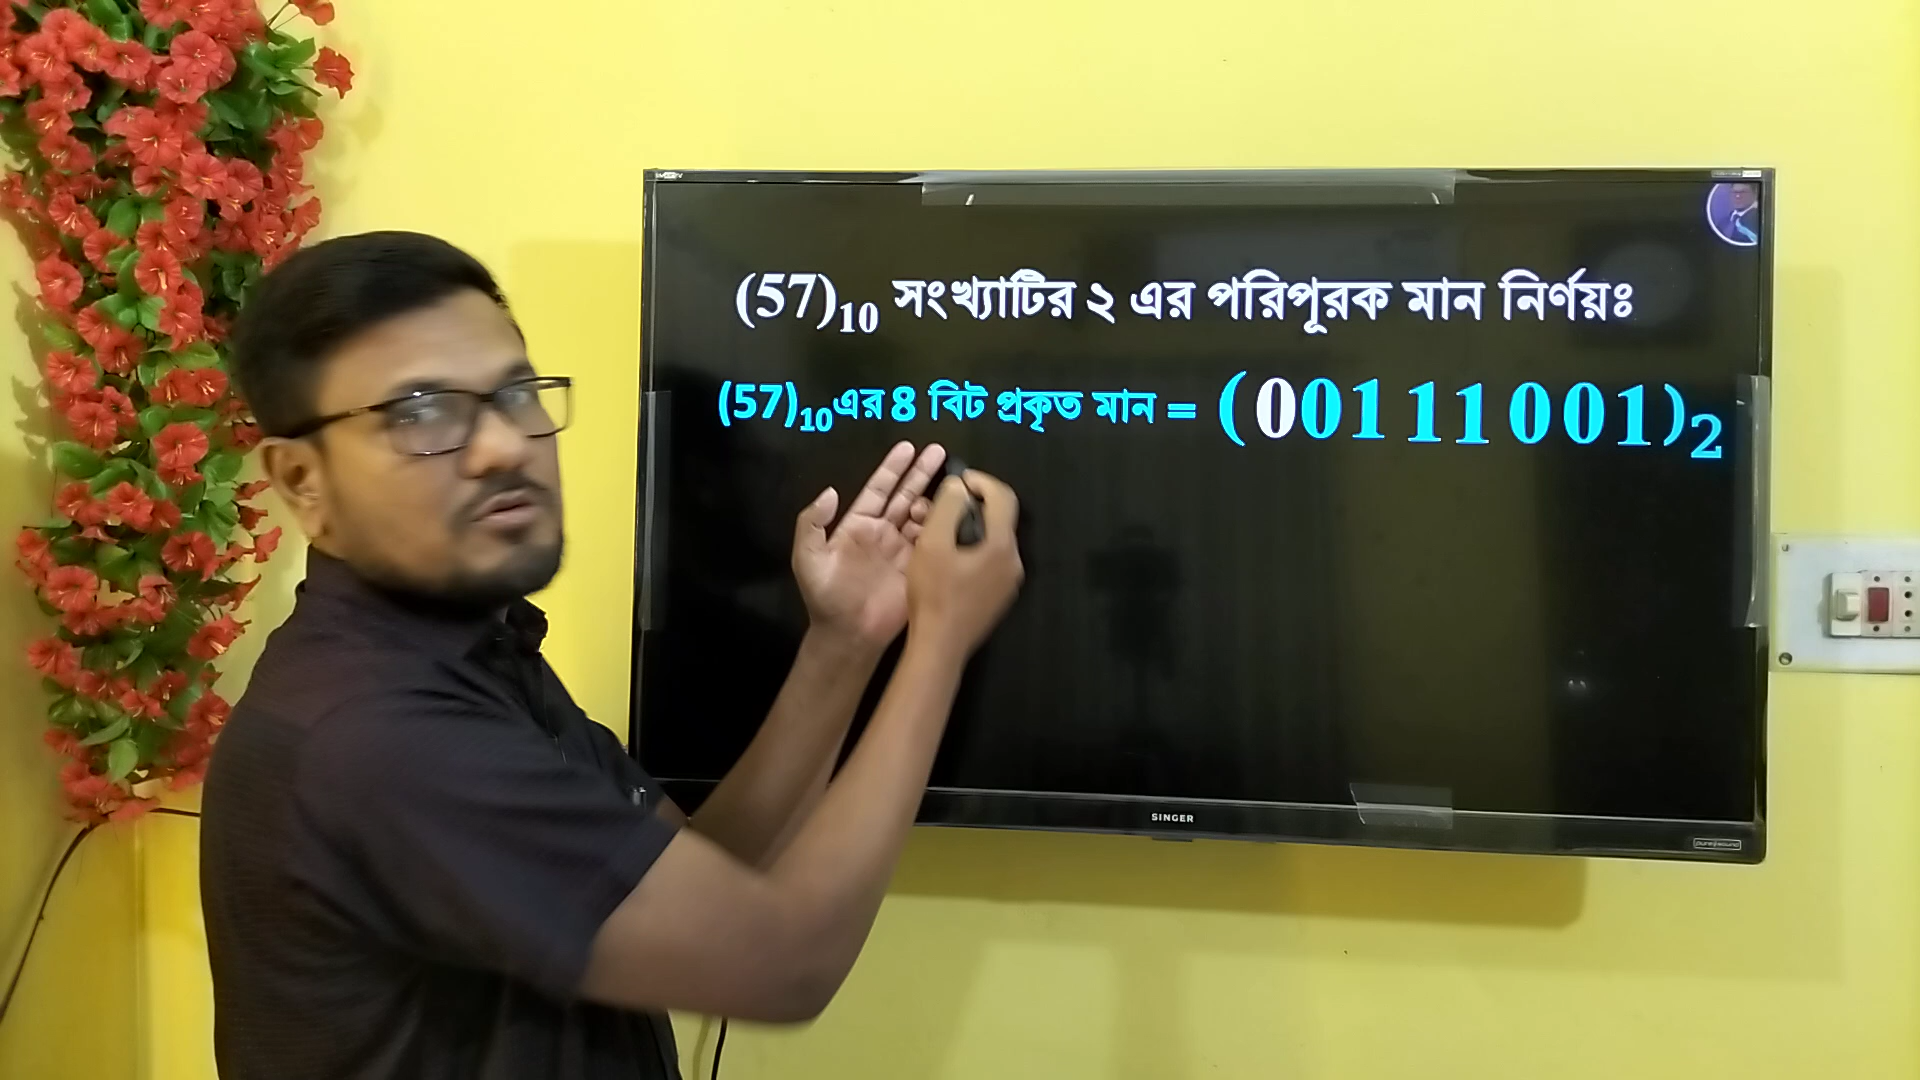 (57)₁₀ সংখ্যাটির ২ এর পরিপূরক মান নির্ণয়ঃ
(57)₁₀এর 8 বিট প্রকৃত মান = (00111001)₂
SINGER